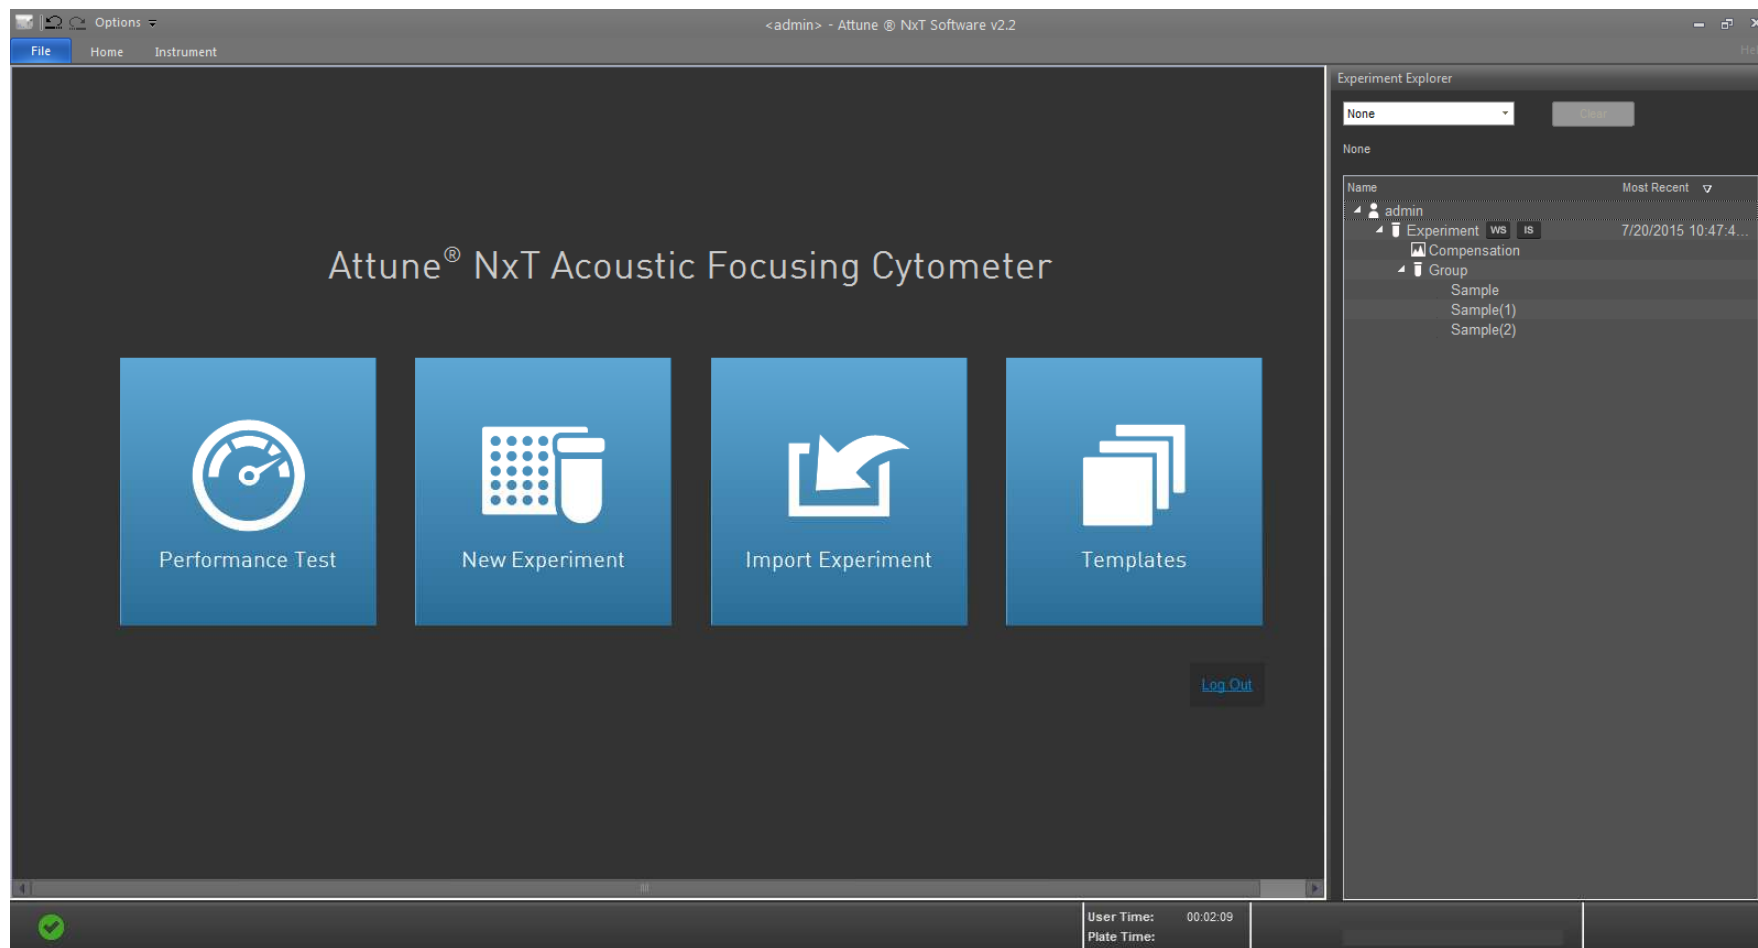 Options
<admin> - Attune ® NxT Software v2.2
File Home Instrument
Experiment Explorer
None
Clear
None
Name Most Recent
admin
Experiment WS IS 7/20/2015 10:47:4...
Compensation
Group
Sample
Sample(1)
Sample(2)
Attune® NxT Acoustic Focusing Cytometer
Performance Test
New Experiment
Import Experiment
Templates
Log Out
User Time: 00:02:09
Plate Time: